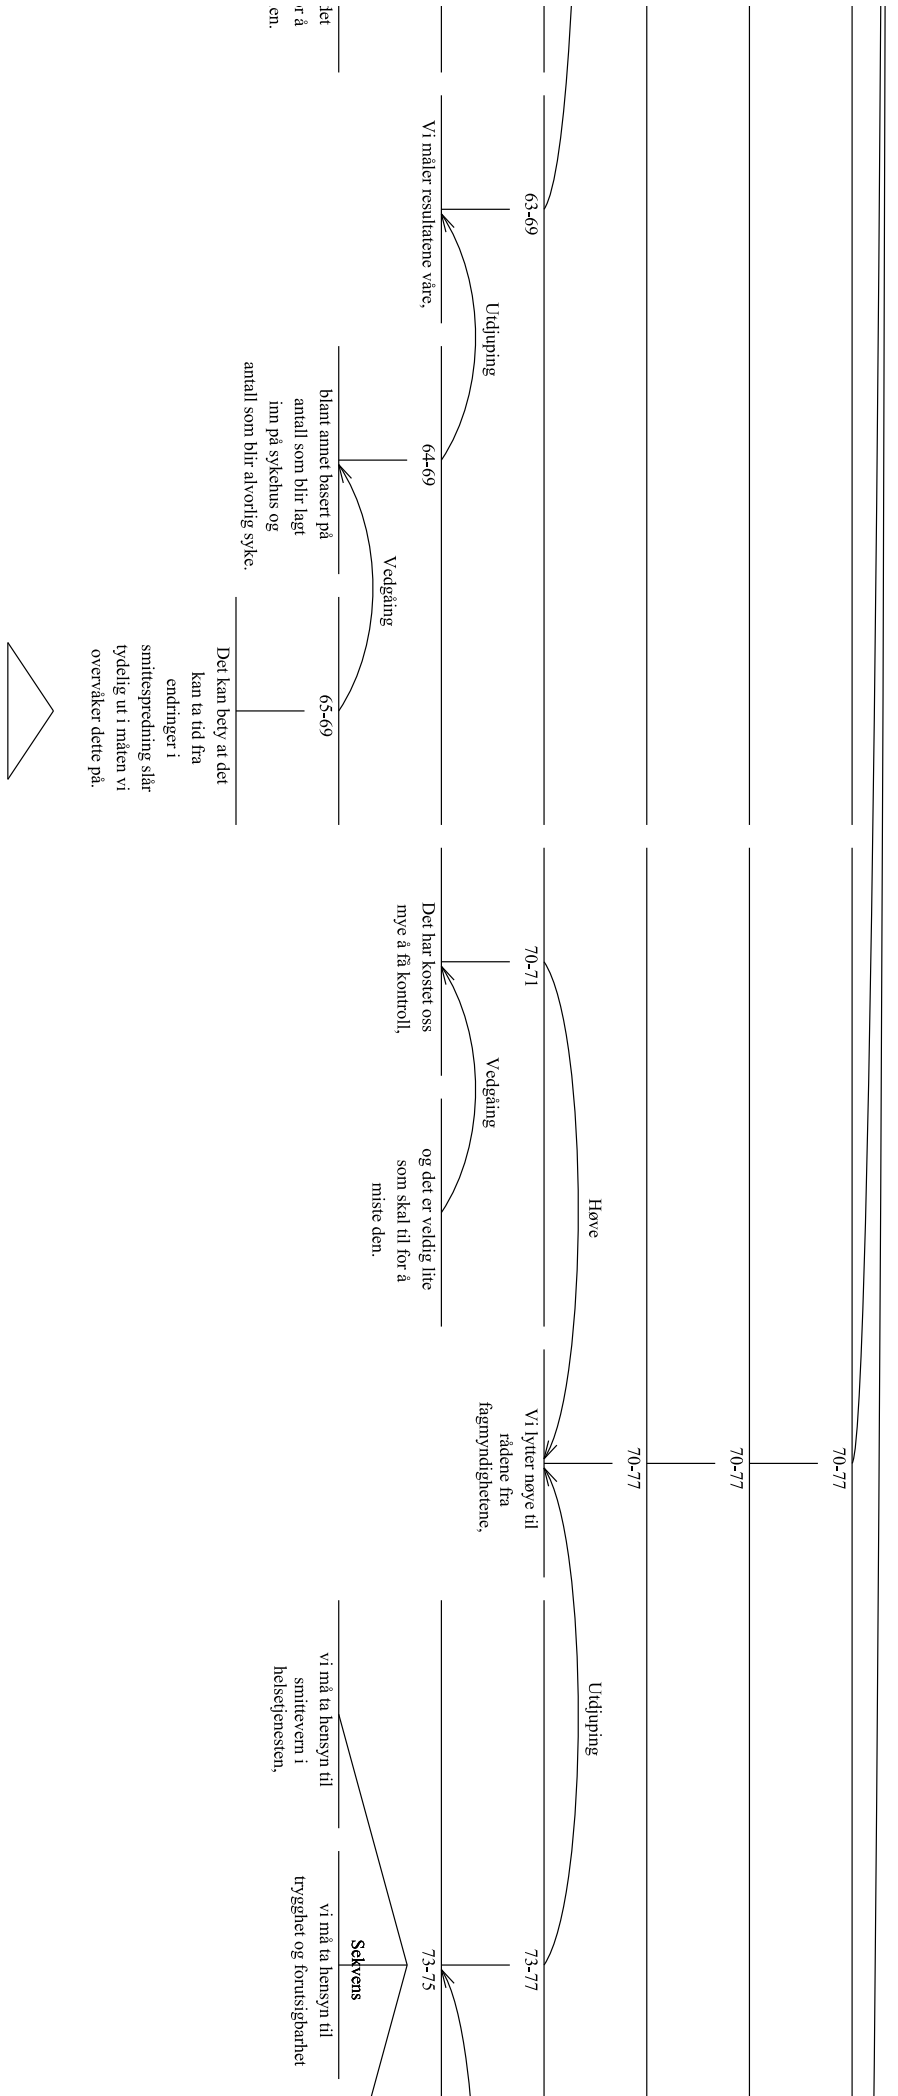 let
r å
en.
63-69
Vi måler resultatene våre,
Utdjuping
64-69
blant annet basert på
antall som blir lagt
inn på sykehus og
antall som blir alvorlig syke.
Vedgåing
65-69
Det kan bety at det
kan ta tid fra
endringer i
smittespredning slår
tydelig ut i måten vi
overvåker dette på.
70-71
Det har kostet oss
mye å få kontroll,
Vedgåing
og det er veldig lite
som skal til for å
miste den.
Høve
70-77
70-77
70-77
Vi lytter nøye til
rådene fra
fagmyndighetene,
Utdjuping
73-77
73-75
vi må ta hensyn til
smittevern i
helsetjenesten,
Sekvens
vi må ta hensyn til
trygghet og forutsigbarhet